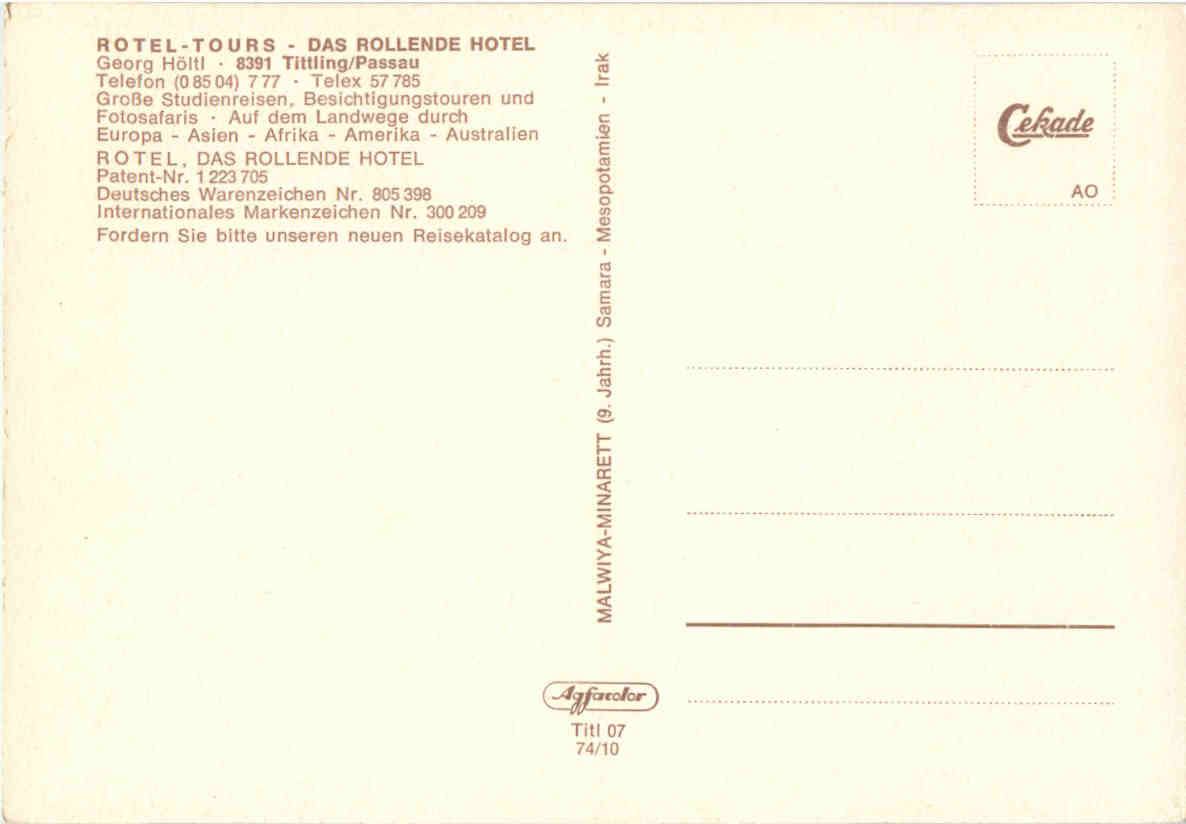 ROTEL-TOURS - DAS ROLLENDE HOTEL
Georg Höltl · 8391 Tittling/Passau
Telefon (0 85 04) 7 77 · Telex 57 785
Große Studienreisen, Besichtigungstouren und
Fotosafaris · Auf dem Landwege durch
Europa - Asien - Afrika - Amerika - Australien
ROTEL, DAS ROLLENDE HOTEL
Patent-Nr. 1 223 705
Deutsches Warenzeichen Nr. 805 398
Internationales Markenzeichen Nr. 300 209
Fordern Sie bitte unseren neuen Reisekatalog an.
MALWIYA-MINARETT (9. Jahrh.) Samara - Mesopotamien - Irak
Agfacolor
Titl 07
74/10
Cekade
AO